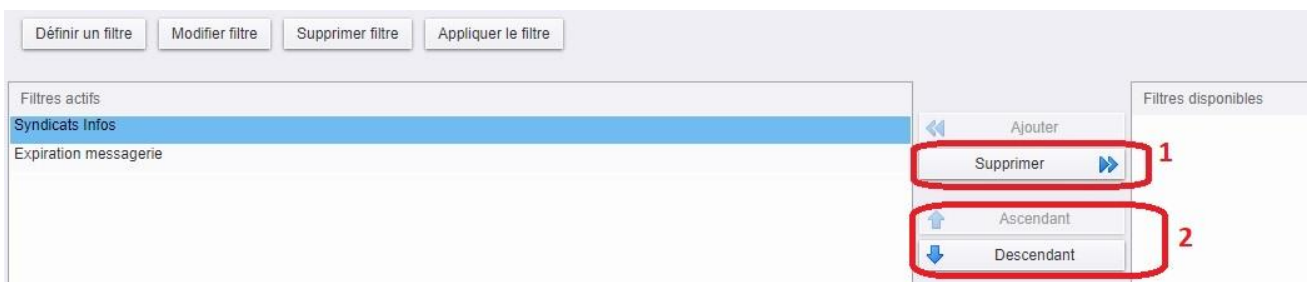 Définir un filtre Modifier filtre Supprimer filtre Appliquer le filtre
Filtres actifs Filtres disponibles
Syndicats Infos
Ajouter
Expiration messagerie
Supprimer 1
Ascendant
2
Descendant